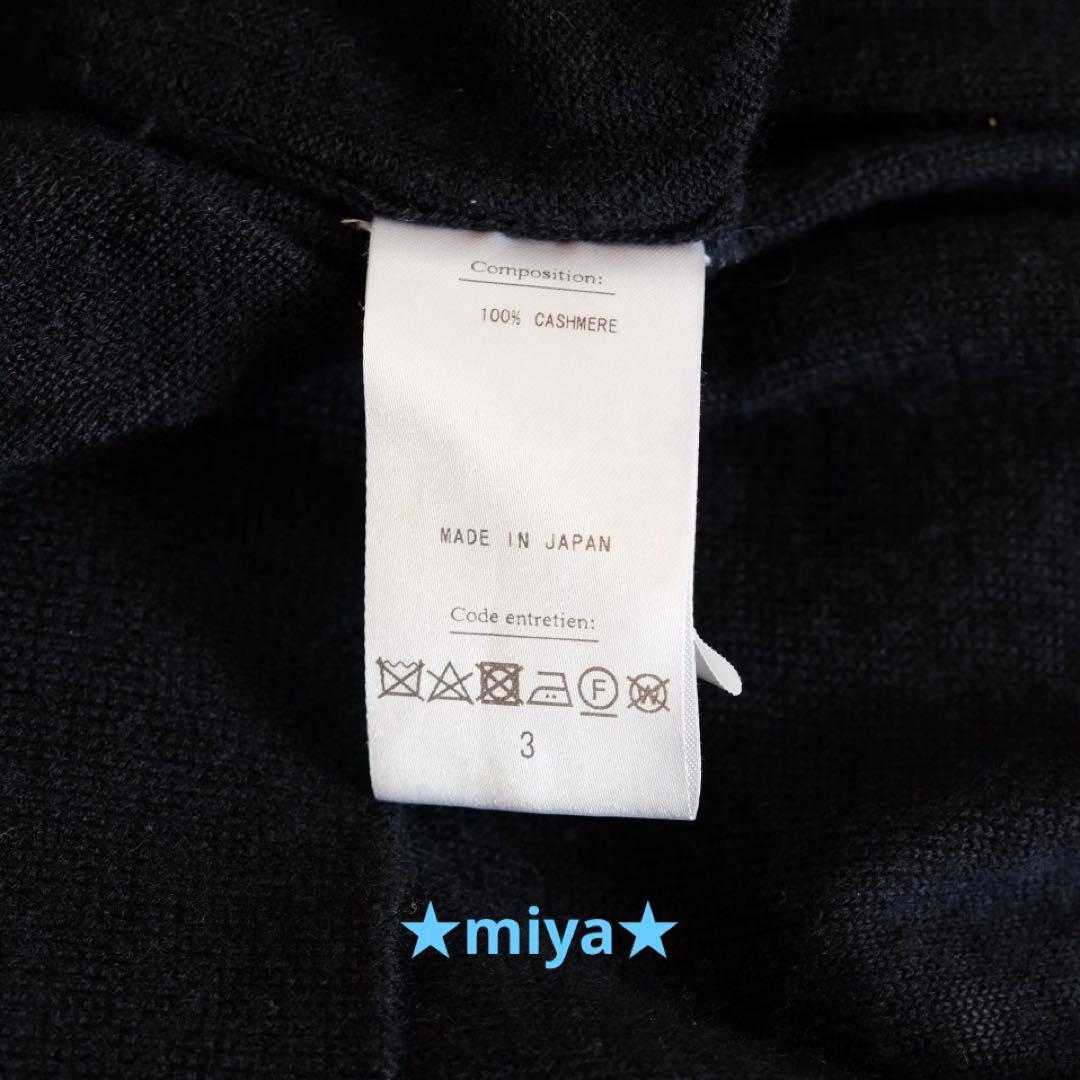 Composition:
100% CASHMERE
MADE IN JAPAN
Code entretien:
F W
3
★miya★